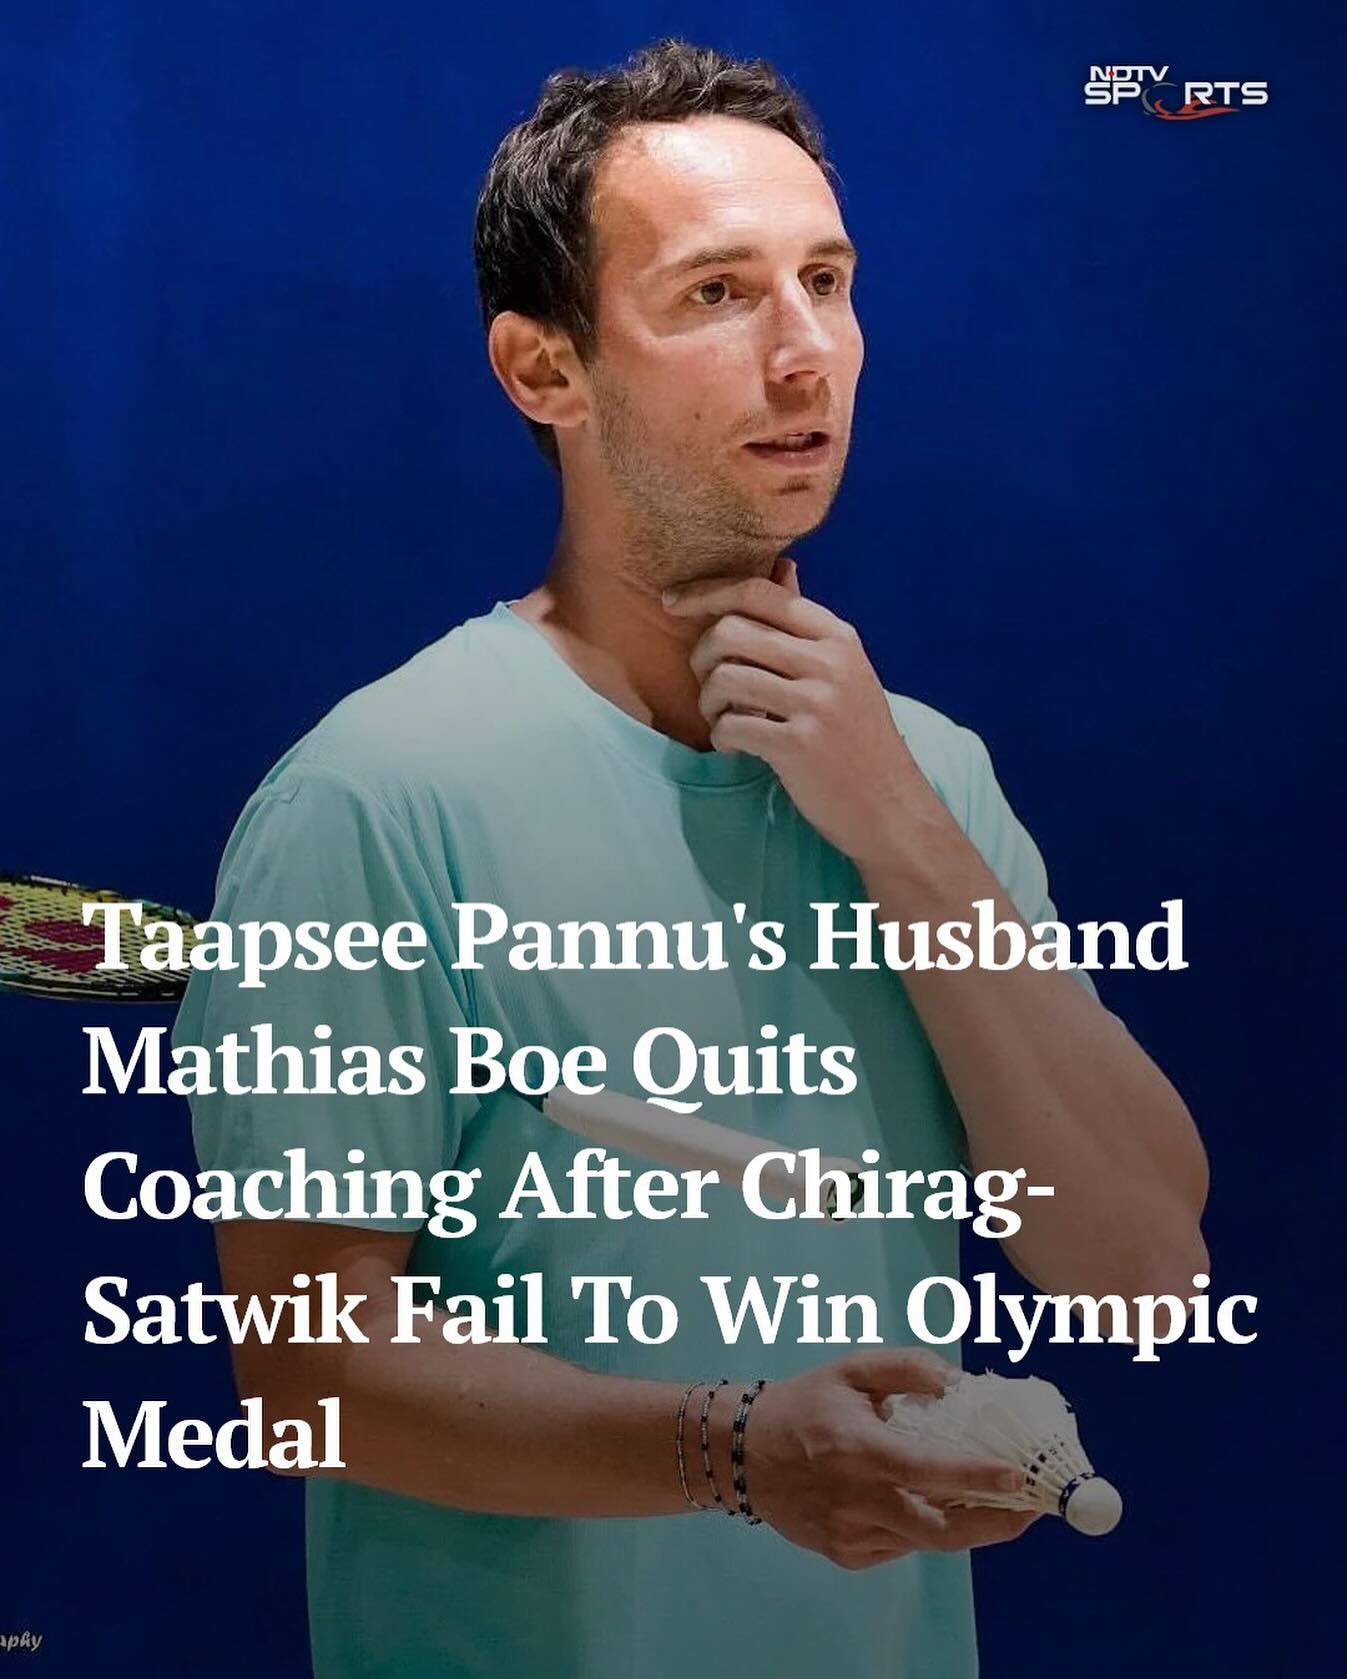 NDTV
SPORTS
Taapsee Pannu's Husband
Mathias Boe Quits
Coaching After Chirag-
Satwik Fail To Win Olympic
Medal
aphy